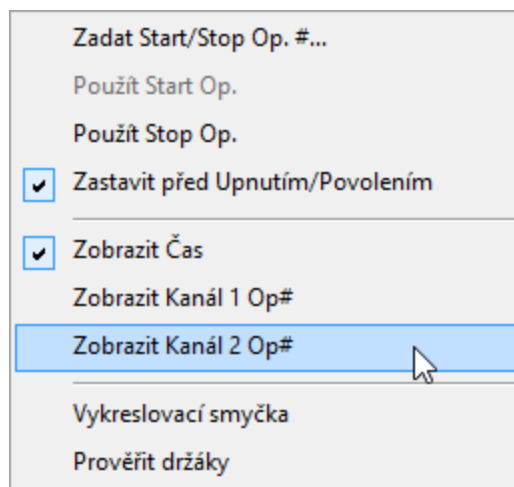 Zadat Start/Stop Op. #...
Použít Start Op.
Použít Stop Op.
Zastavit před Upnutím/Povolením
Zobrazit Čas
Zobrazit Kanál 1 Op#
Zobrazit Kanál 2 Op#
Vykreslovací smyčka
Prověřit držáky